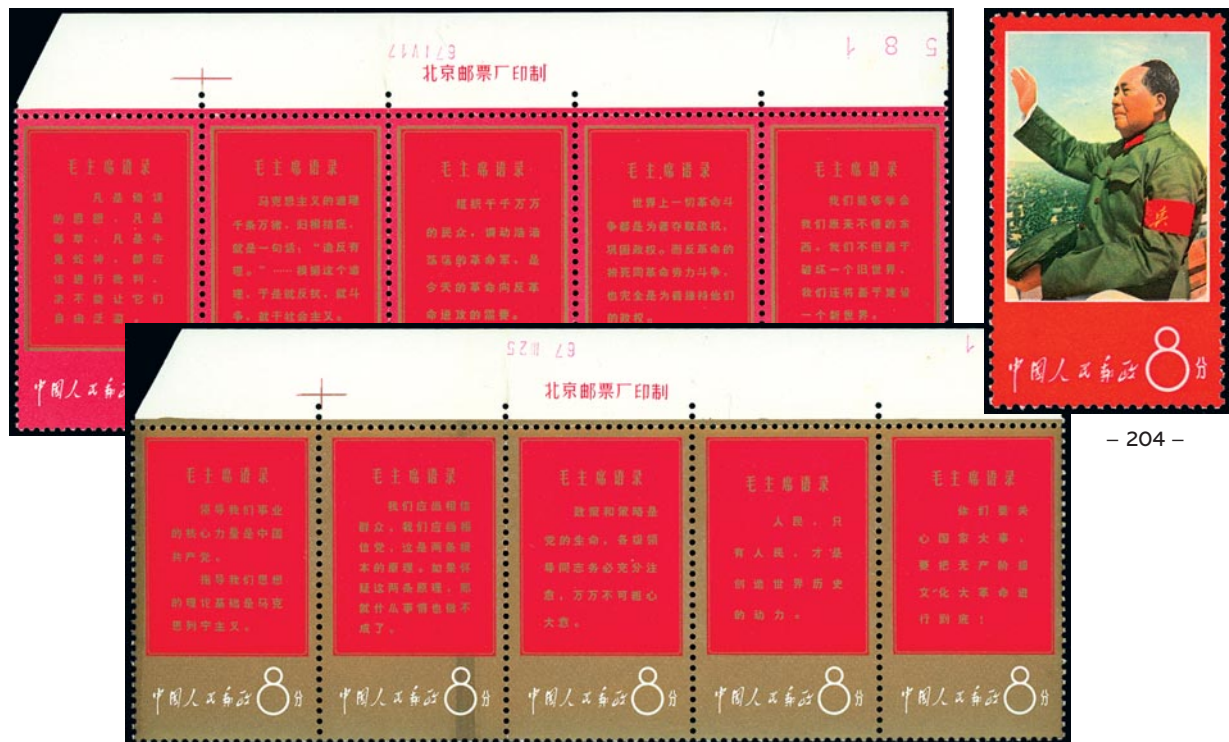 67 IV 17
5 8 1
北京邮票厂印制
毛主席语录
凡是错误
的思想,凡是
毒草,凡是牛
鬼蛇神,都应
该进行批判,
决不能让它们
自由泛滥。
毛主席语录
马克思主义的道理
千条万绪,归根结底,
就是一句话:“造反有
理。”……根据这个道
理,于是就反抗,就斗
争,就干社会主义。
毛主席语录
组织千千万万
的民众,调动浩浩
荡荡的革命军,是
今天的革命向反革
命进攻的需要。
毛主席语录
世界上一切革命斗
争都是为着夺取政权,
巩固政权。而反革命的
拚死同革命势力斗争,
也完全是为着维持他们
的政权。
毛主席语录
我们能够学会
我们原来不懂的东
西。我们不但善于
破坏一个旧世界,
我们还将善于建设
一个新世界。
中国人民
兵
中国人民邮政 8分
– 204 –
67 III 25
1
北京邮票厂印制
毛主席语录
领导我们事业
的核心力量是中国
共产党。
指导我们思想
的理论基础是马克
思列宁主义。
中国人民邮政 8分
毛主席语录
我们应当相信
群众,我们应当相
信党,这是两条根
本的原理。如果怀
疑这两条原理,那
就什么事情也做不
成了。
中国人民邮政 8分
毛主席语录
政策和策略是
党的生命,各级领
导同志务必充分注
意,万万不可粗心
大意。
中国人民邮政 8分
毛主席语录
人民,只
有人民,才是
创造世界历史
的动力。
中国人民邮政 8分
毛主席语录
你们要关
心国家大事,
要把无产阶级
文化大革命进
行到底!
中国人民邮政 8分